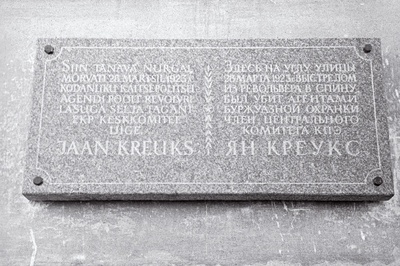 SIIN TÄNAVA NURGAL
MÕRVATI 28. MÄRTSIL 1923 R.
KODANLIKU KAITSEPOLITSEI
AGENDI POOLT REVOLVRI
LASUGA SELJA TAGANT
EKP KESKKOMITEE
LIIGE
JAAN KREUKS
ЗДЕСЬ НА УГЛУ УЛИЦЫ
28 МАРТА 1923 г. ВЫСТРЕЛОМ
ИЗ РЕВОЛЬВЕРА В СПИНУ
БЫЛ УБИТ АГЕНТАМИ
БУРЖУАЗНОЙ ОХРАНКИ
ЧЛЕН ЦЕНТРАЛЬНОГО
КОМИТЕТА КПЭ
ЯН КРЕУКС